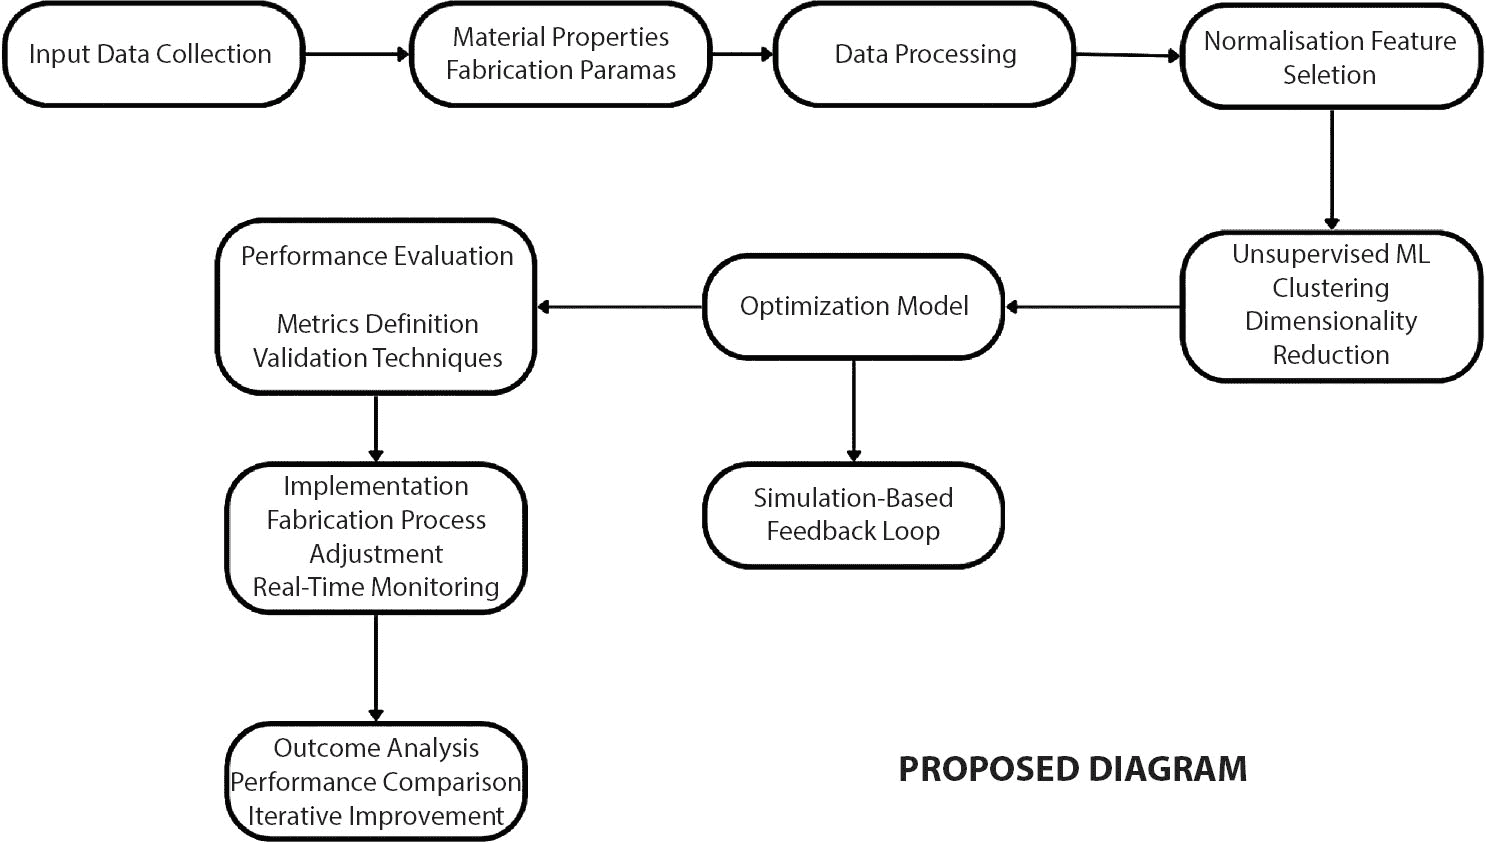 Input Data Collection
Material Properties
Fabrication Paramas
Data Processing
Normalisation Feature
Seletion
Unsupervised ML
Clustering
Dimensionality
Reduction
Optimization Model
Performance Evaluation
Metrics Definition
Validation Techniques
Simulation-Based
Feedback Loop
Implementation
Fabrication Process
Adjustment
Real-Time Monitoring
Outcome Analysis
Performance Comparison
Iterative Improvement
PROPOSED DIAGRAM